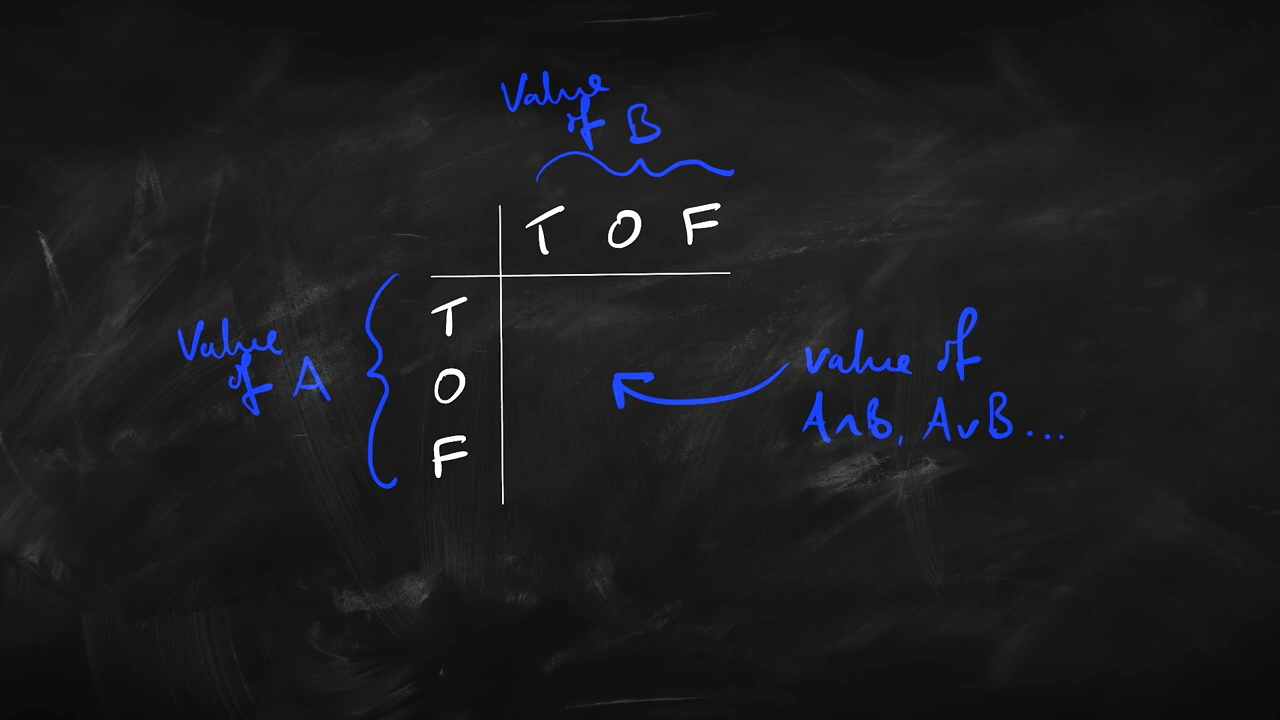 Value
of B
T O F
T
Value
of A
O
F
value of
A∧B, A∨B...